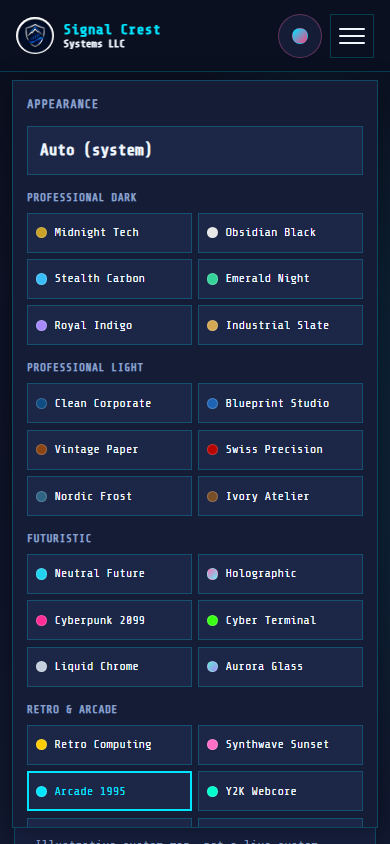 Signal Crest
Systems LLC
APPEARANCE
Auto (system)
PROFESSIONAL DARK
Midnight Tech
Obsidian Black
Stealth Carbon
Emerald Night
Royal Indigo
Industrial Slate
PROFESSIONAL LIGHT
Clean Corporate
Blueprint Studio
Vintage Paper
Swiss Precision
Nordic Frost
Ivory Atelier
FUTURISTIC
Neutral Future
Holographic
Cyberpunk 2099
Cyber Terminal
Liquid Chrome
Aurora Glass
RETRO & ARCADE
Retro Computing
Synthwave Sunset
Arcade 1995
Y2K Webcore